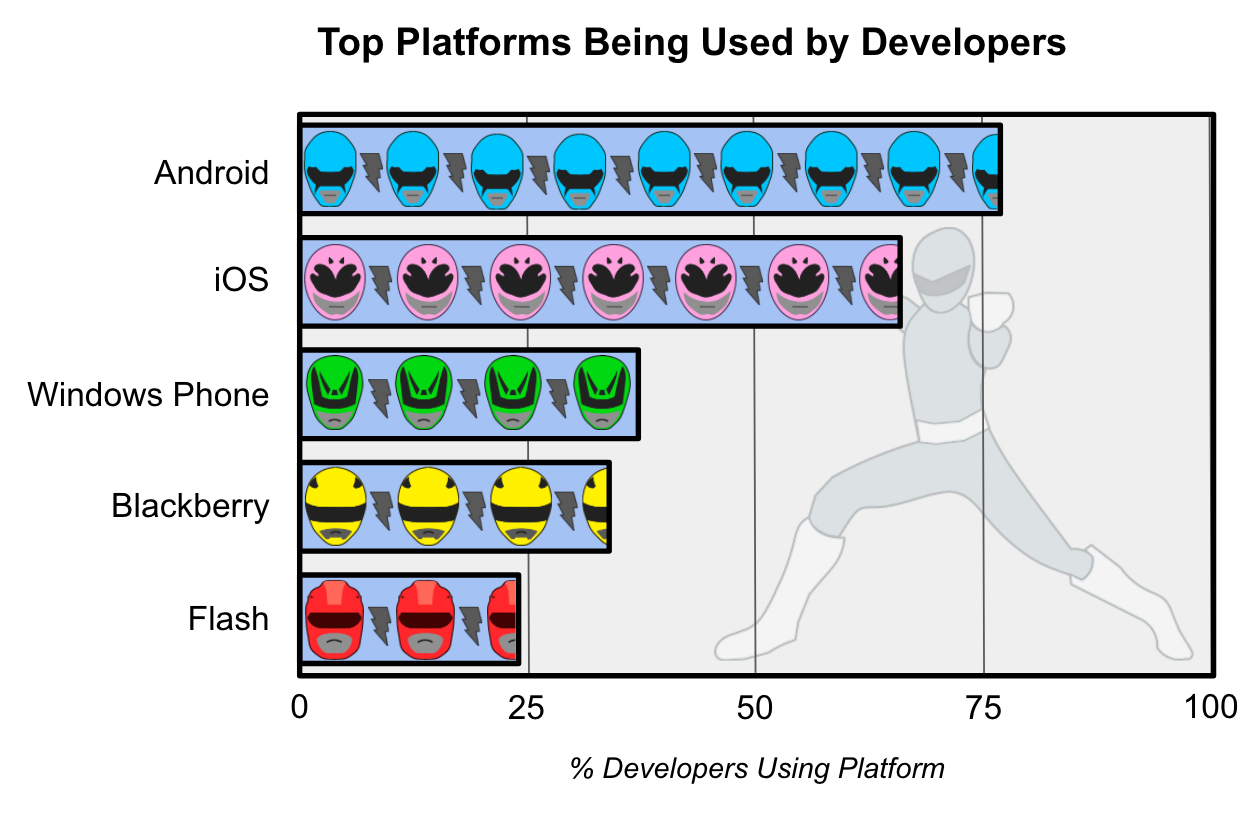 Top Platforms Being Used by Developers
Android
iOS
Windows Phone
Blackberry
Flash
0 25 50 75 100
% Developers Using Platform